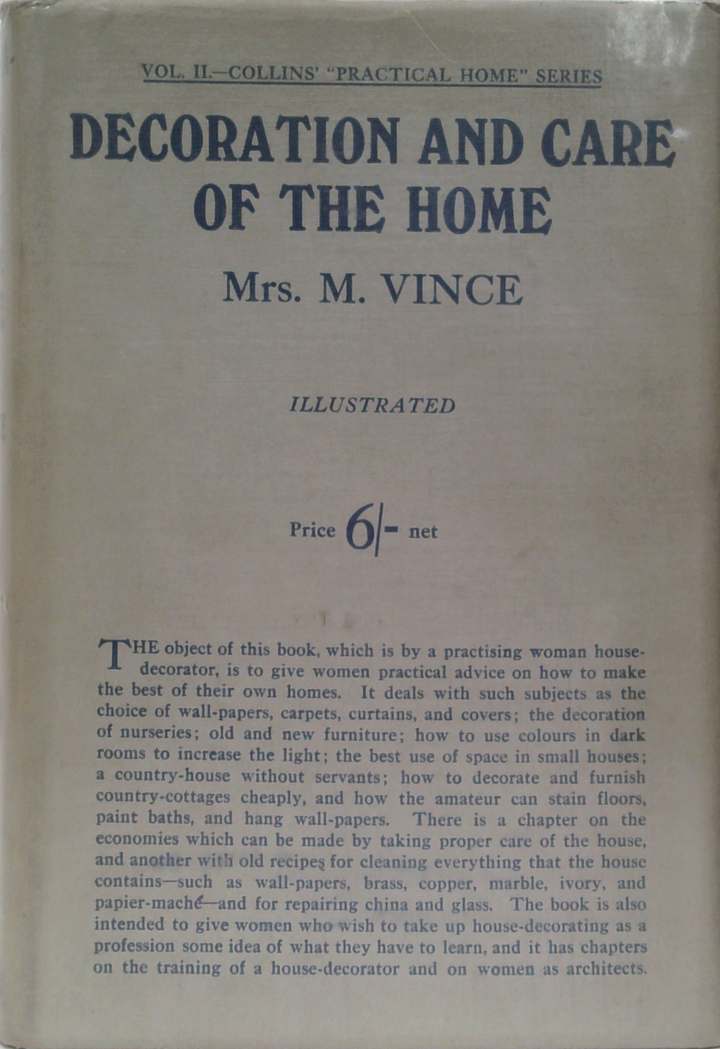 VOL. II.—COLLINS' "PRACTICAL HOME" SERIES
DECORATION AND CARE
OF THE HOME
Mrs. M. VINCE
ILLUSTRATED
Price 6/- net
THE object of this book, which is by a practising woman house-
decorator, is to give women practical advice on how to make
the best of their own homes. It deals with such subjects as the
choice of wall-papers, carpets, curtains, and covers; the decoration
of nurseries; old and new furniture; how to use colours in dark
rooms to increase the light; the best use of space in small houses;
a country-house without servants; how to decorate and furnish
country-cottages cheaply, and how the amateur can stain floors,
paint baths, and hang wall-papers. There is a chapter on the
economies which can be made by taking proper care of the house,
and another with old recipes for cleaning everything that the house
contains—such as wall-papers, brass, copper, marble, ivory, and
papier-maché—and for repairing china and glass. The book is also
intended to give women who wish to take up house-decorating as a
profession some idea of what they have to learn, and it has chapters
on the training of a house-decorator and on women as architects.